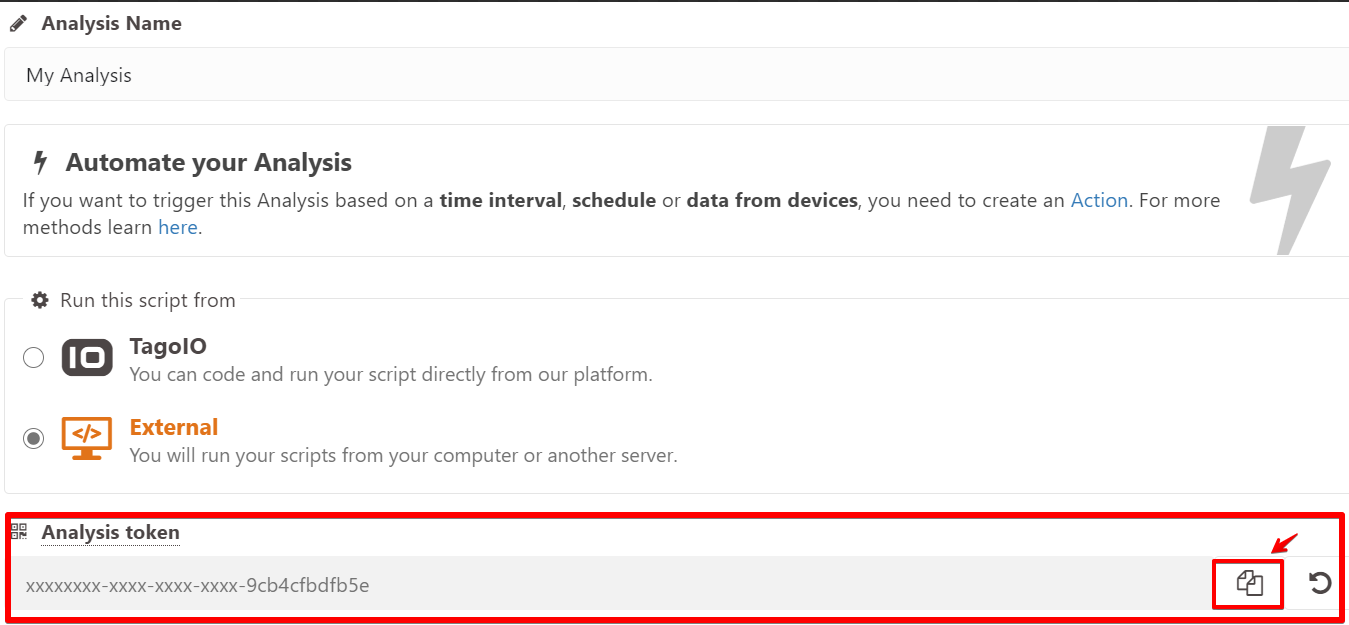 Analysis Name
My Analysis
Automate your Analysis
If you want to trigger this Analysis based on a time interval, schedule or data from devices, you need to create an Action. For more
methods learn here.
Run this script from
IO
TagoIO
You can code and run your script directly from our platform.
</>
External
You will run your scripts from your computer or another server.
Analysis token
xxxxxxxx-xxxx-xxxx-xxxx-9cb4cfbdfb5e